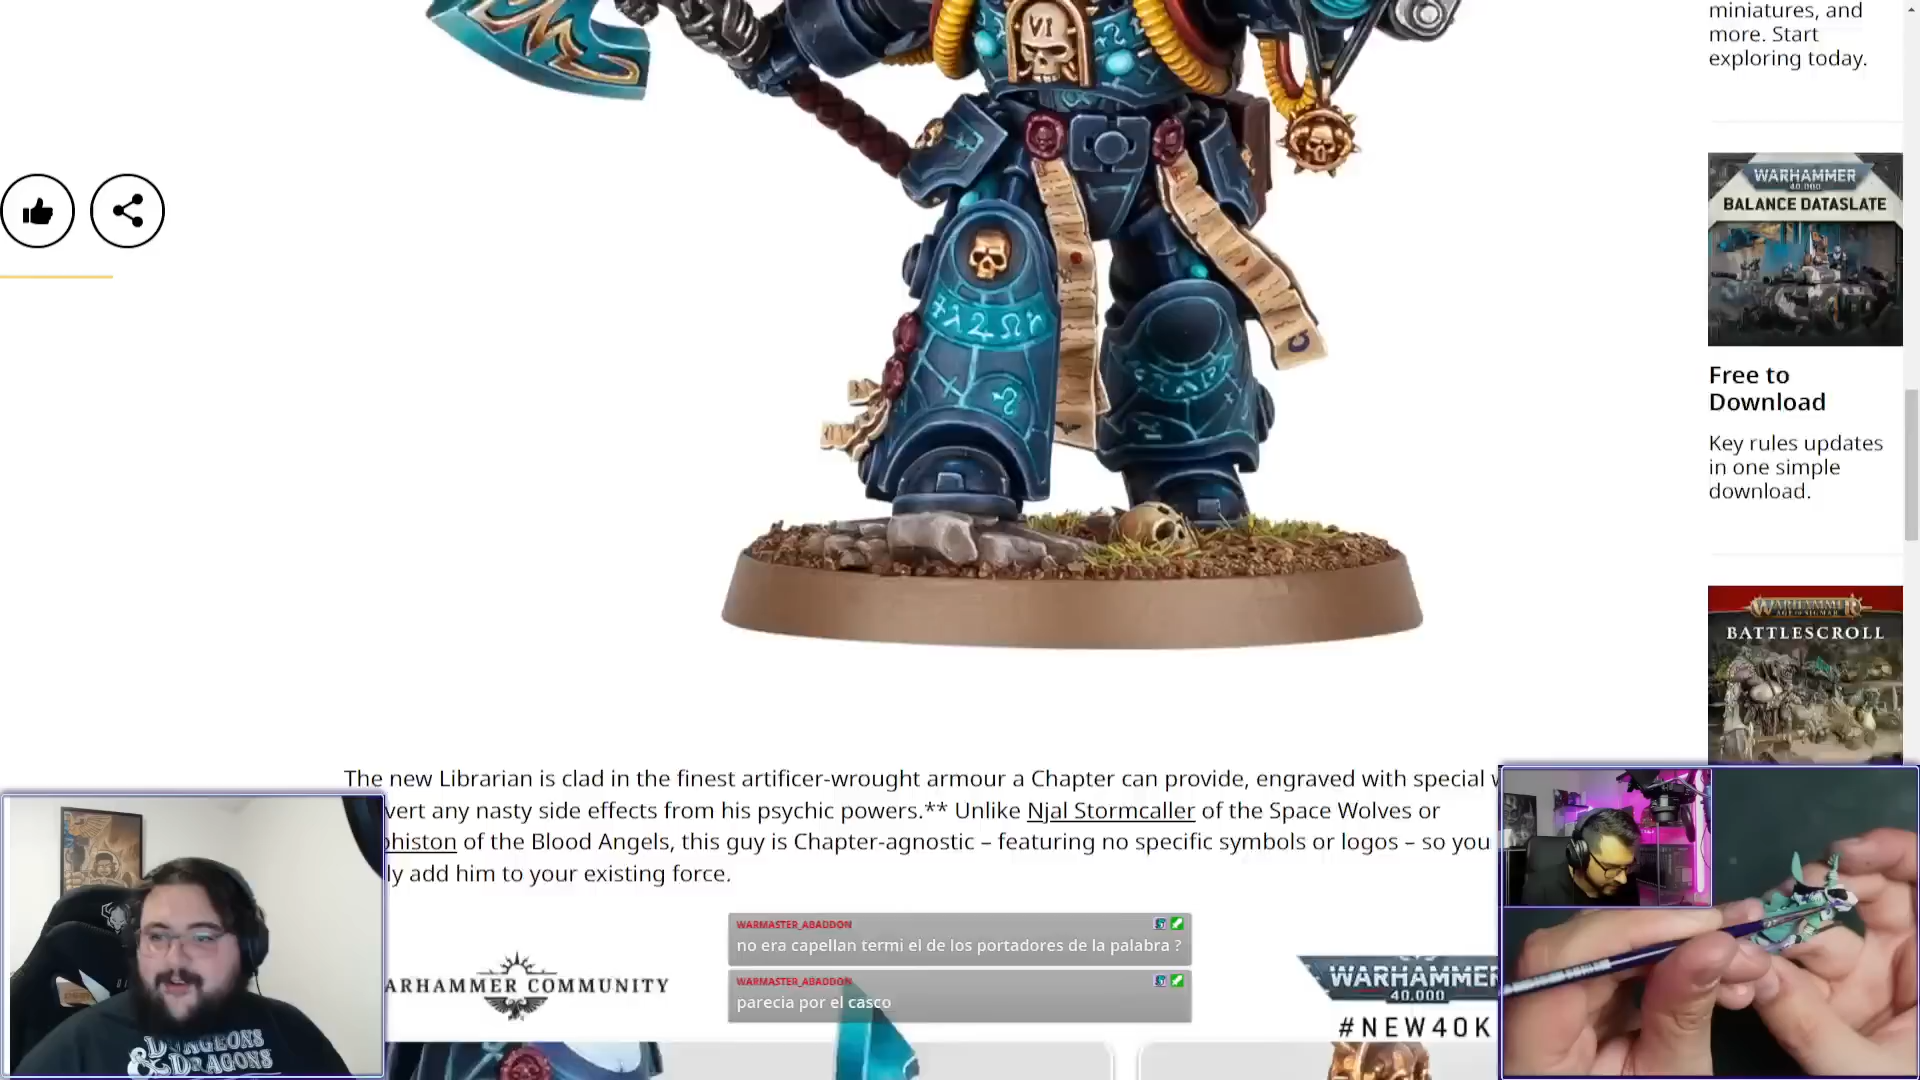 miniatures, and
more. Start
exploring today.
VI
WARHAMMER
40,000
BALANCE DATASLATE
Free to
Download
Key rules updates
in one simple
download.
WARHAMMER
AGE OF SIGMAR
BATTLESCROLL
The new Librarian is clad in the finest artificer-wrought armour a Chapter can provide, engraved with special
vert any nasty side effects from his psychic powers.** Unlike Njal Stormcaller of the Space Wolves or
phiston of the Blood Angels, this guy is Chapter-agnostic – featuring no specific symbols or logos – so you
ly add him to your existing force.
WARMASTER_ABADDON
no era capellan termi el de los portadores de la palabra ?
WARMASTER_ABADDON
parecia por el casco
ARHAMMER COMMUNITY
WARHAMMER
40,000
#NEW40K
DUNGEONS
& DRAGONS